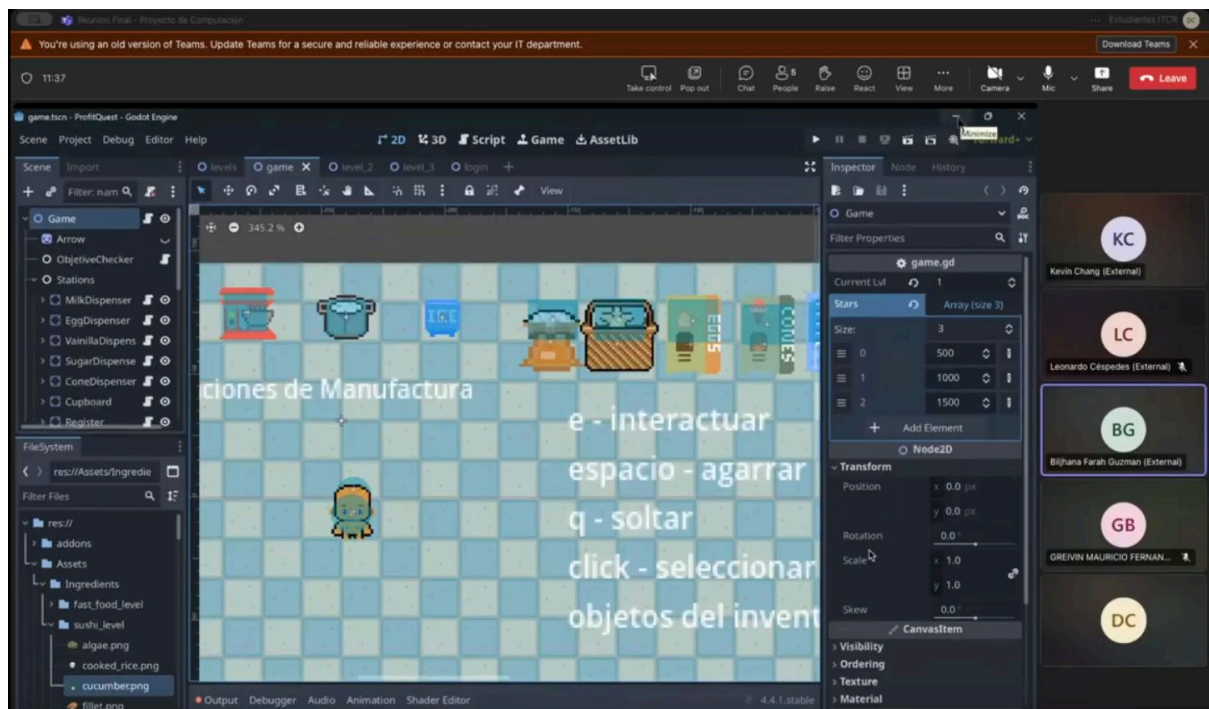 Reunion Final - Proyecto de Computación
Estudiantes ITCR
DC
You're using an old version of Teams. Update Teams for a secure and reliable experience or contact your IT department.
Download Teams
11:37
Take control
Pop out
Chat
5
People
Raise
React
View
More
Camera
Mic
Share
Leave
game.tscn - ProfitQuest - Godot Engine
Minimize
Scene Project Debug Editor Help
2D 3D Script Game AssetLib
Scene Import
levels game level_2 level_3 login
Inspector Node History
Filter: nam
View
Game
Arrow
ObjetiveChecker
Stations
MilkDispenser
EggDispenser
VainillaDispens
SugarDispense
ConeDispenser
Cupboard
Register
345.2 %
ICE
EGGS
CONES
ciones de Manufactura
e - interactuar
espacio - agarrar
q - soltar
click - seleccionar
objetos del invent
Game
Filter Properties
game.gd
Current Lvl 1
Stars Array (size 3)
Size: 3
0 500
1 1000
2 1500
Add Element
Node2D
Transform
Position x 0.0 px
y 0.0 px
Rotation 0.0 °
Scale x 1.0
y 1.0
Skew 0.0 °
CanvasItem
Visibility
Ordering
Texture
Material
FileSystem
res://Assets/Ingredie
Filter Files
res://
addons
Assets
Ingredients
fast_food_level
sushi_level
algae.png
cooked_rice.png
cucumber.png
fillet.png
Output Debugger Audio Animation Shader Editor
4.4.1.stable
KC
Kevin Chang (External)
LC
Leonardo Céspedes (External)
BG
Biljhana Farah Guzman (External)
GB
GREIVIN MAURICIO FERNAN...
DC